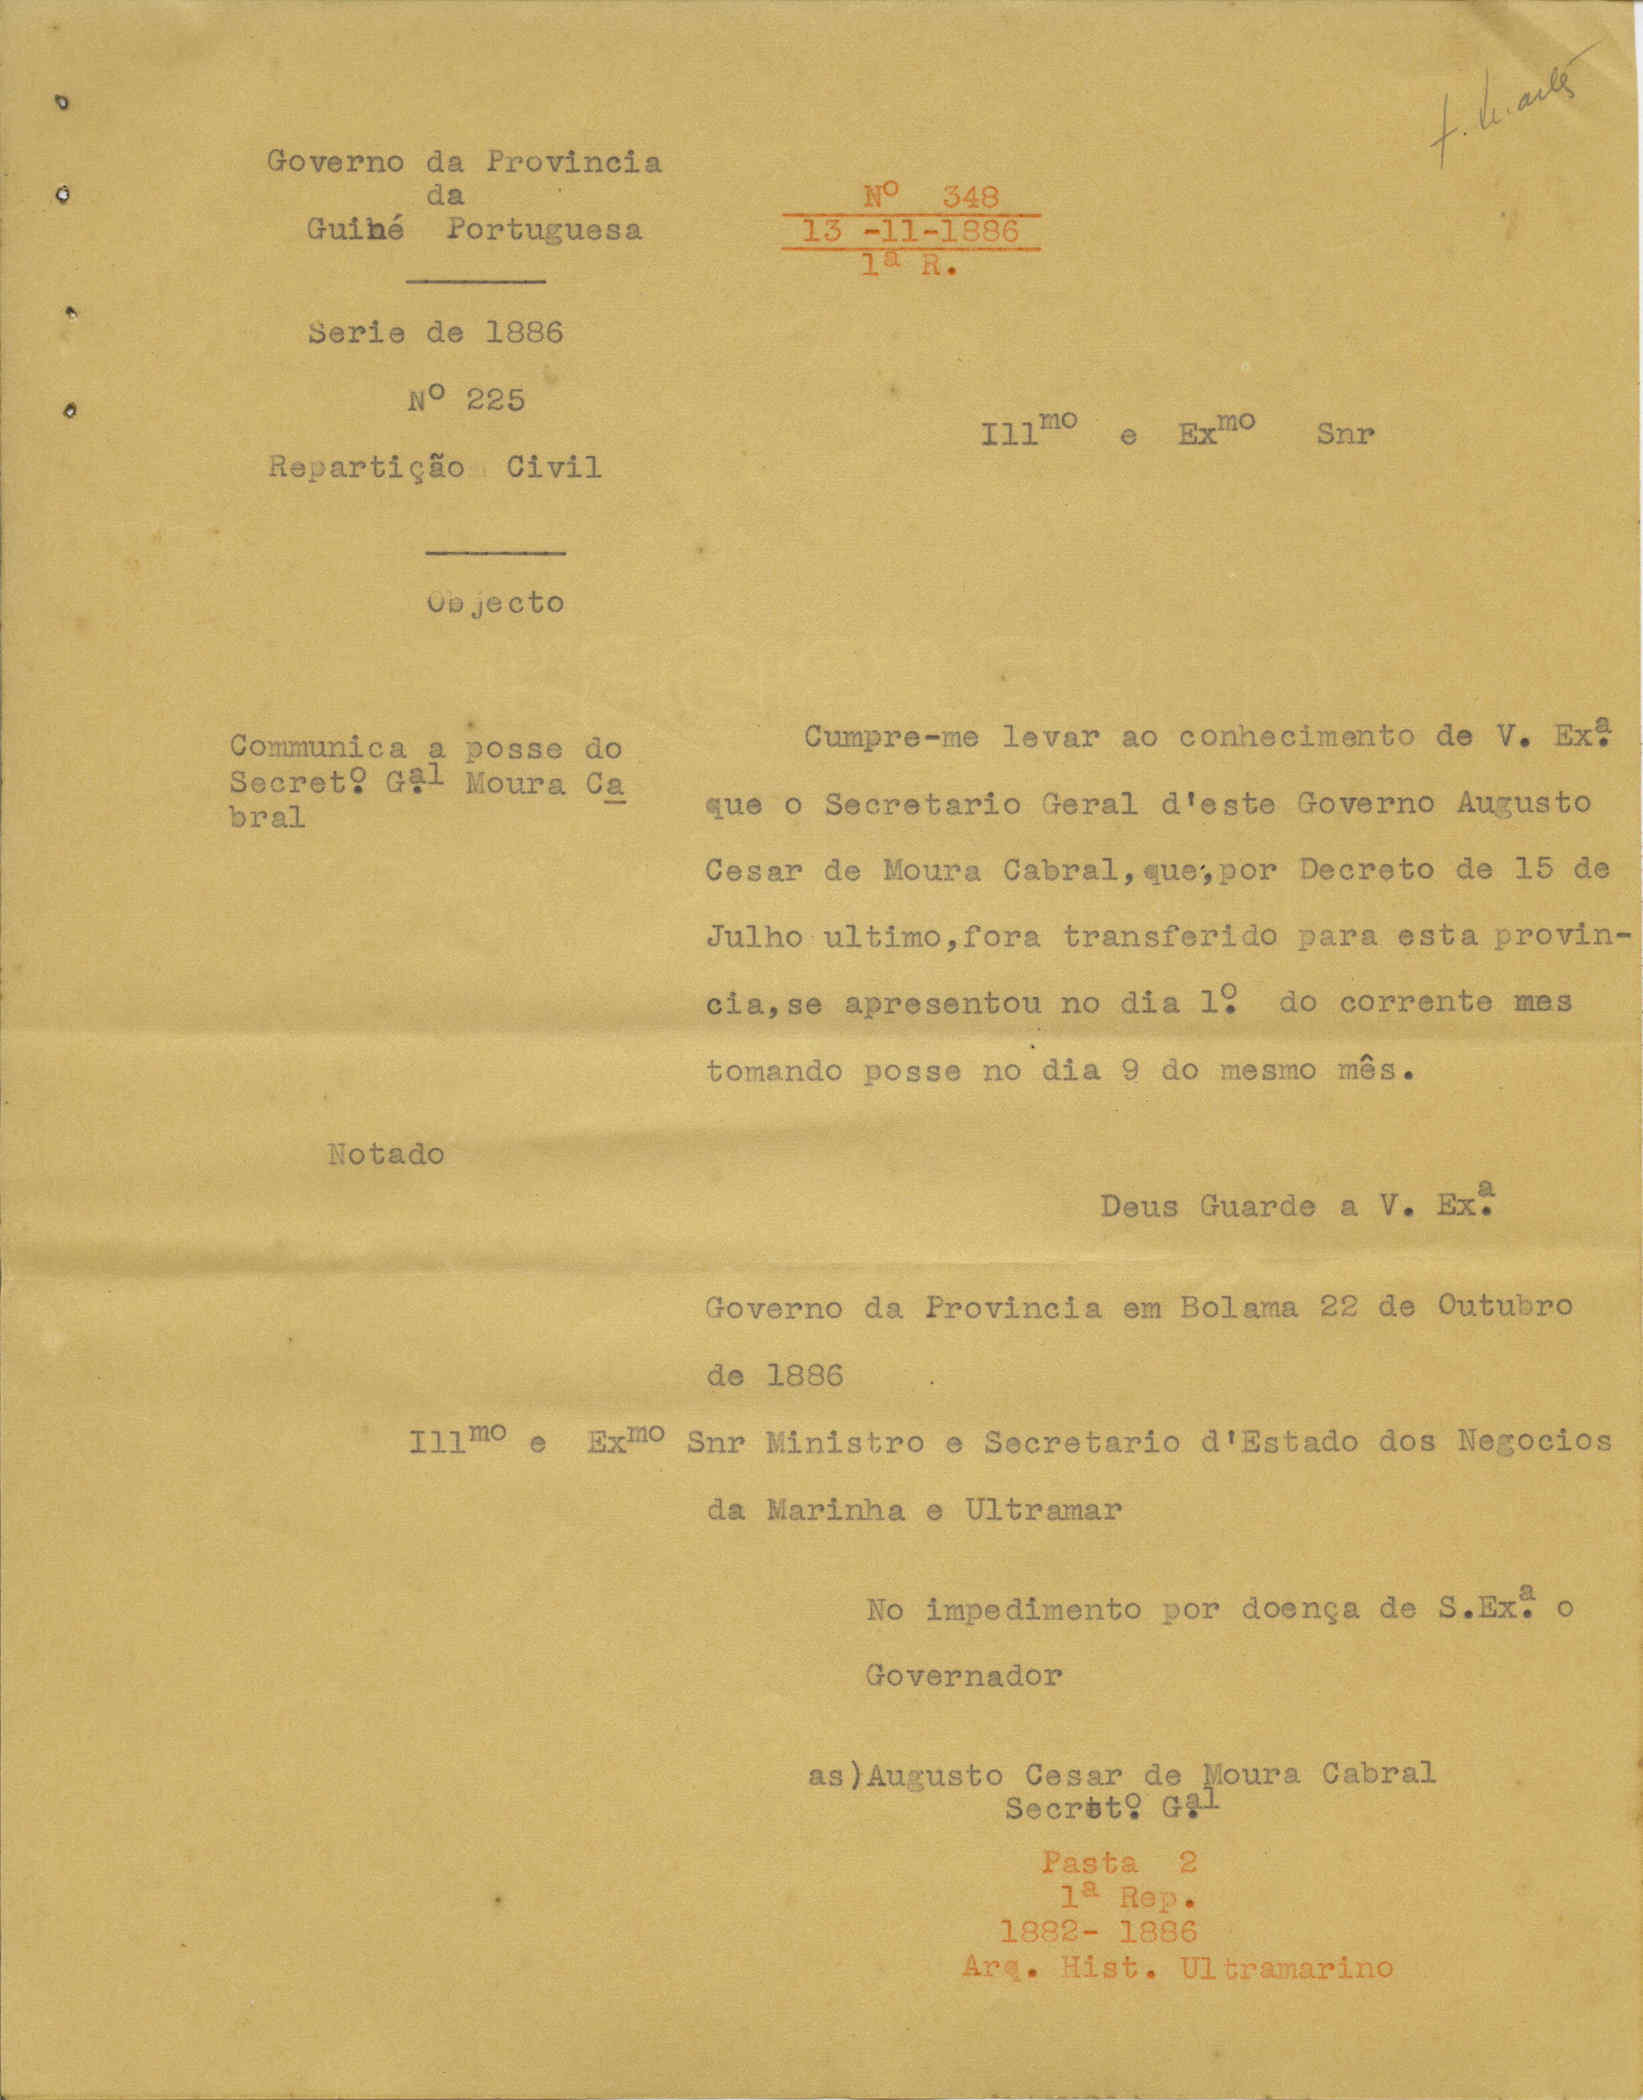 Governo da Provincia
da
Guiné Portuguesa
Nº 348
13 -11-1886
1ª R.
Serie de 1886
Nº 225
Repartição Civil
Illmo e Exmo Snr
Objecto
Communica a posse do
Secretº. G.al Moura Ca
bral
Cumpre-me levar ao conhecimento de V. Exª.
que o Secretario Geral d'este Governo Augusto
Cesar de Moura Cabral, que,por Decreto de 15 de
Julho ultimo,fora transferido para esta provin-
cia,se apresentou no dia 1º. do corrente mes
tomando posse no dia 9 do mesmo mês.
Notado
Deus Guarde a V. Exª.
Governo da Provincia em Bolama 22 de Outubro
de 1886
Illmo e Exmo Snr Ministro e Secretario d'Estado dos Negocios
da Marinha e Ultramar
No impedimento por doença de S.Exª. o
Governador
as)Augusto Cesar de Moura Cabral
Secretº. G.al
Pasta 2
1ª Rep.
1882- 1886
Arq. Hist. Ultramarino